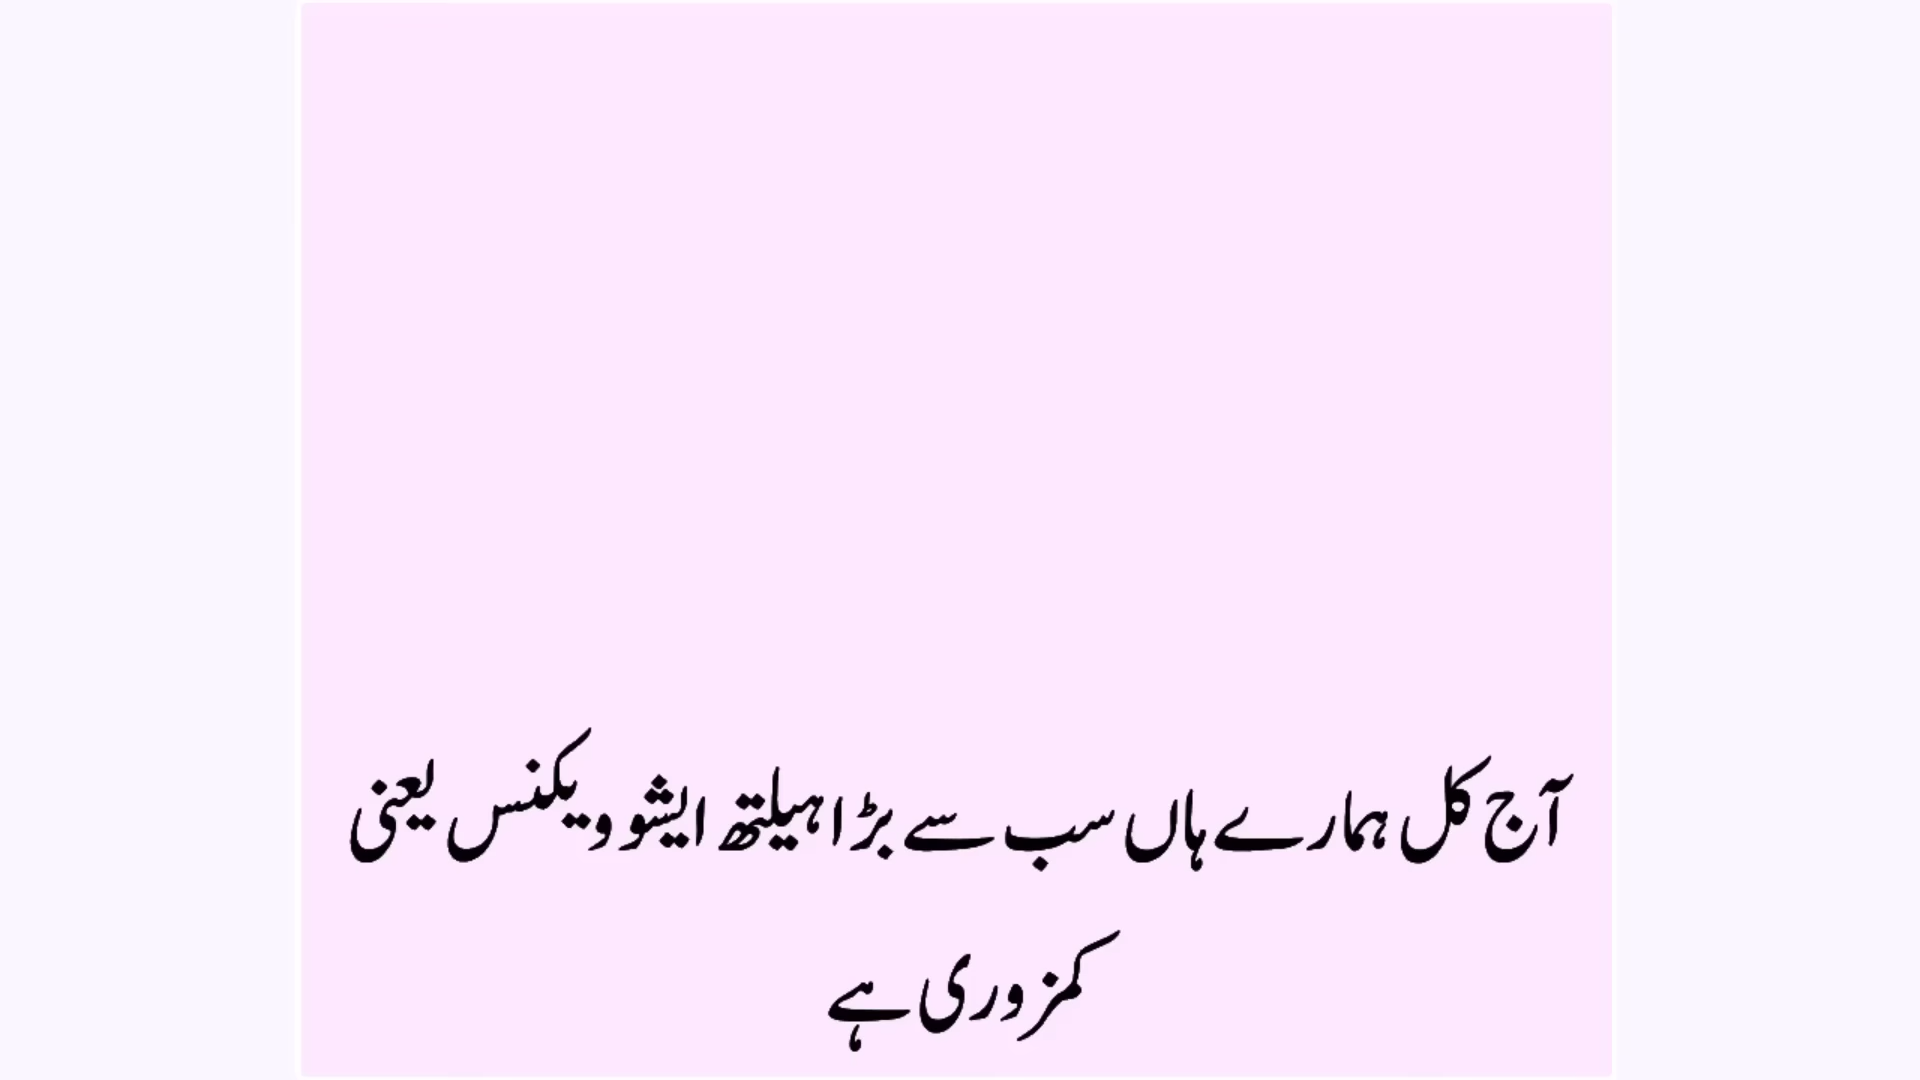 آج کل ہمارے ہاں سب سے بڑا ہیلتھ ایشو ویکنس یعنی
کمزوری ہے